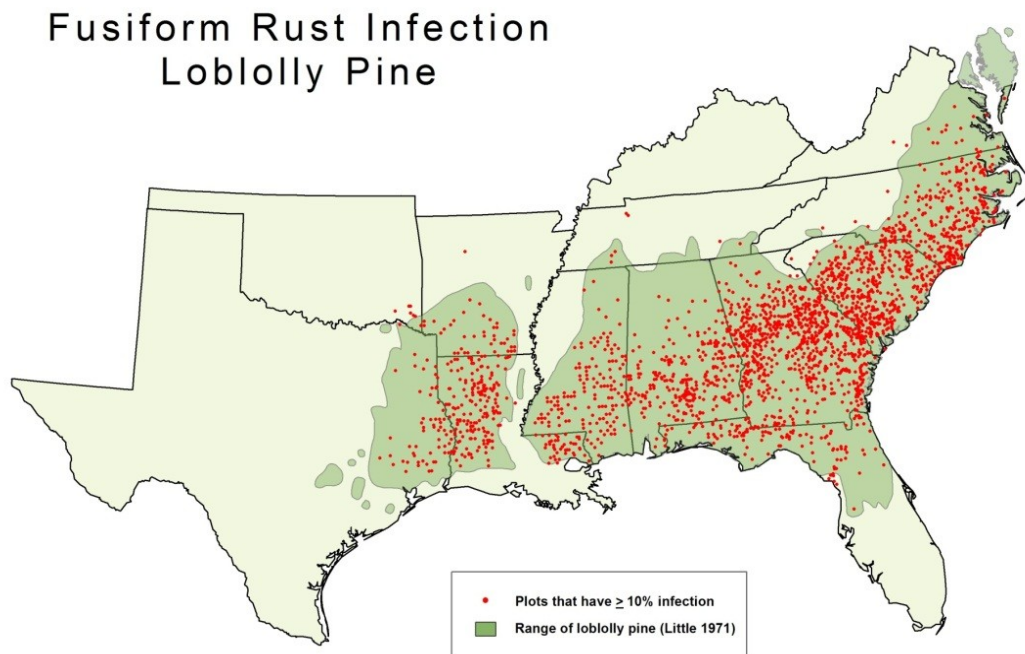 Fusiform Rust Infection
Loblolly Pine
Plots that have ≥ 10% infection
Range of loblolly pine (Little 1971)